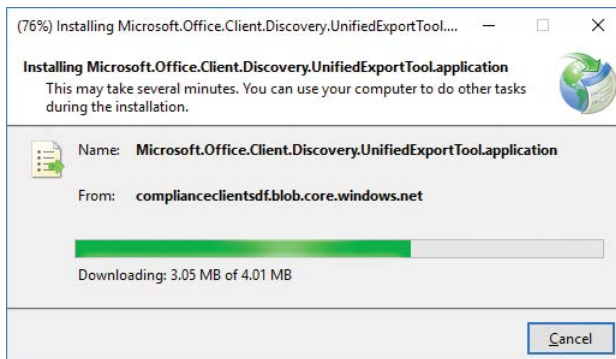 (76%) Installing Microsoft.Office.Client.Discovery.UnifiedExportTool....
Installing Microsoft.Office.Client.Discovery.UnifiedExportTool.application
This may take several minutes. You can use your computer to do other tasks
during the installation.
Name: Microsoft.Office.Client.Discovery.UnifiedExportTool.application
From: complianceclientsdf.blob.core.windows.net
Downloading: 3.05 MB of 4.01 MB
Cancel